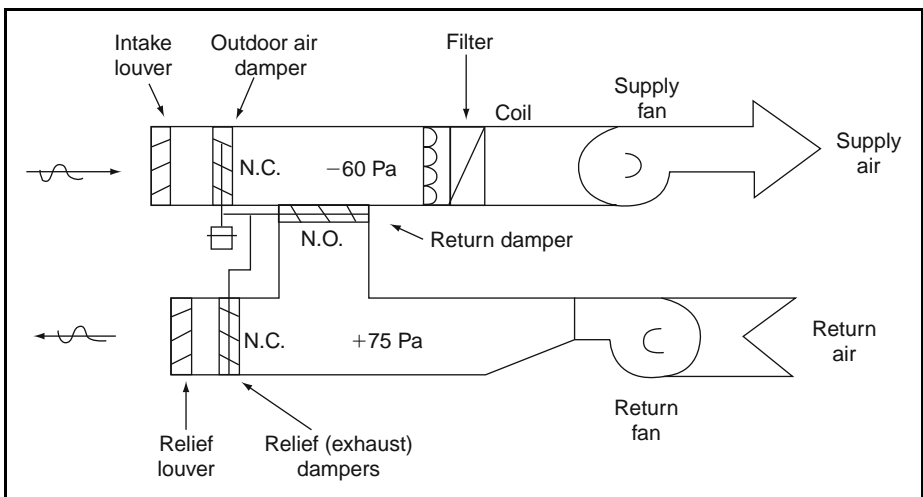 Intake
louver
Outdoor air
damper
Filter
Coil
Supply
fan
Supply
air
N.C.
−60 Pa
N.O.
Return damper
N.C.
+75 Pa
Return
air
Return
fan
Relief
louver
Relief (exhaust)
dampers